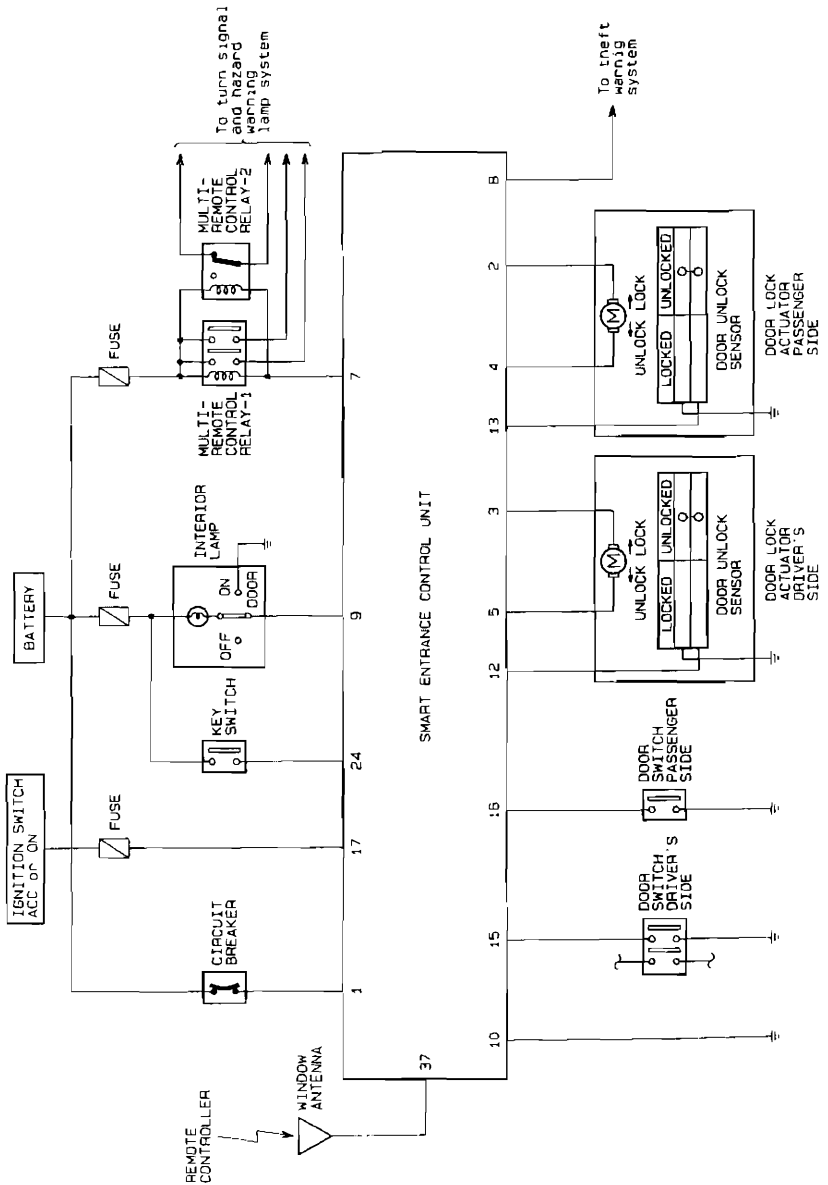 BATTERY
IGNITION SWITCH
ACC or ON
FUSE
FUSE
FUSE
CIRCUIT
BREAKER
KEY
SWITCH
INTERIOR
LAMP
OFF
ON
DOOR
MULTI-
REMOTE
CONTROL
RELAY-1
MULTI-
REMOTE
CONTROL
RELAY-2
To turn signal
and hazard
warning
lamp system
REMOTE
CONTROLLER
WINDOW
ANTENNA
37
1
17
24
9
7
SMART ENTRANCE CONTROL UNIT
10
15
16
12
5
3
13
4
2
8
To theft
warnig
system
DOOR
SWITCH
DRIVER'S
SIDE
DOOR
SWITCH
PASSENGER
SIDE
M
UNLOCK LOCK
LOCKED UNLOCKED
DOOR UNLOCK
SENSOR
DOOR LOCK
ACTUATOR
DRIVER'S
SIDE
M
UNLOCK LOCK
LOCKED UNLOCKED
DOOR UNLOCK
SENSOR
DOOR LOCK
ACTUATOR
PASSENGER
SIDE